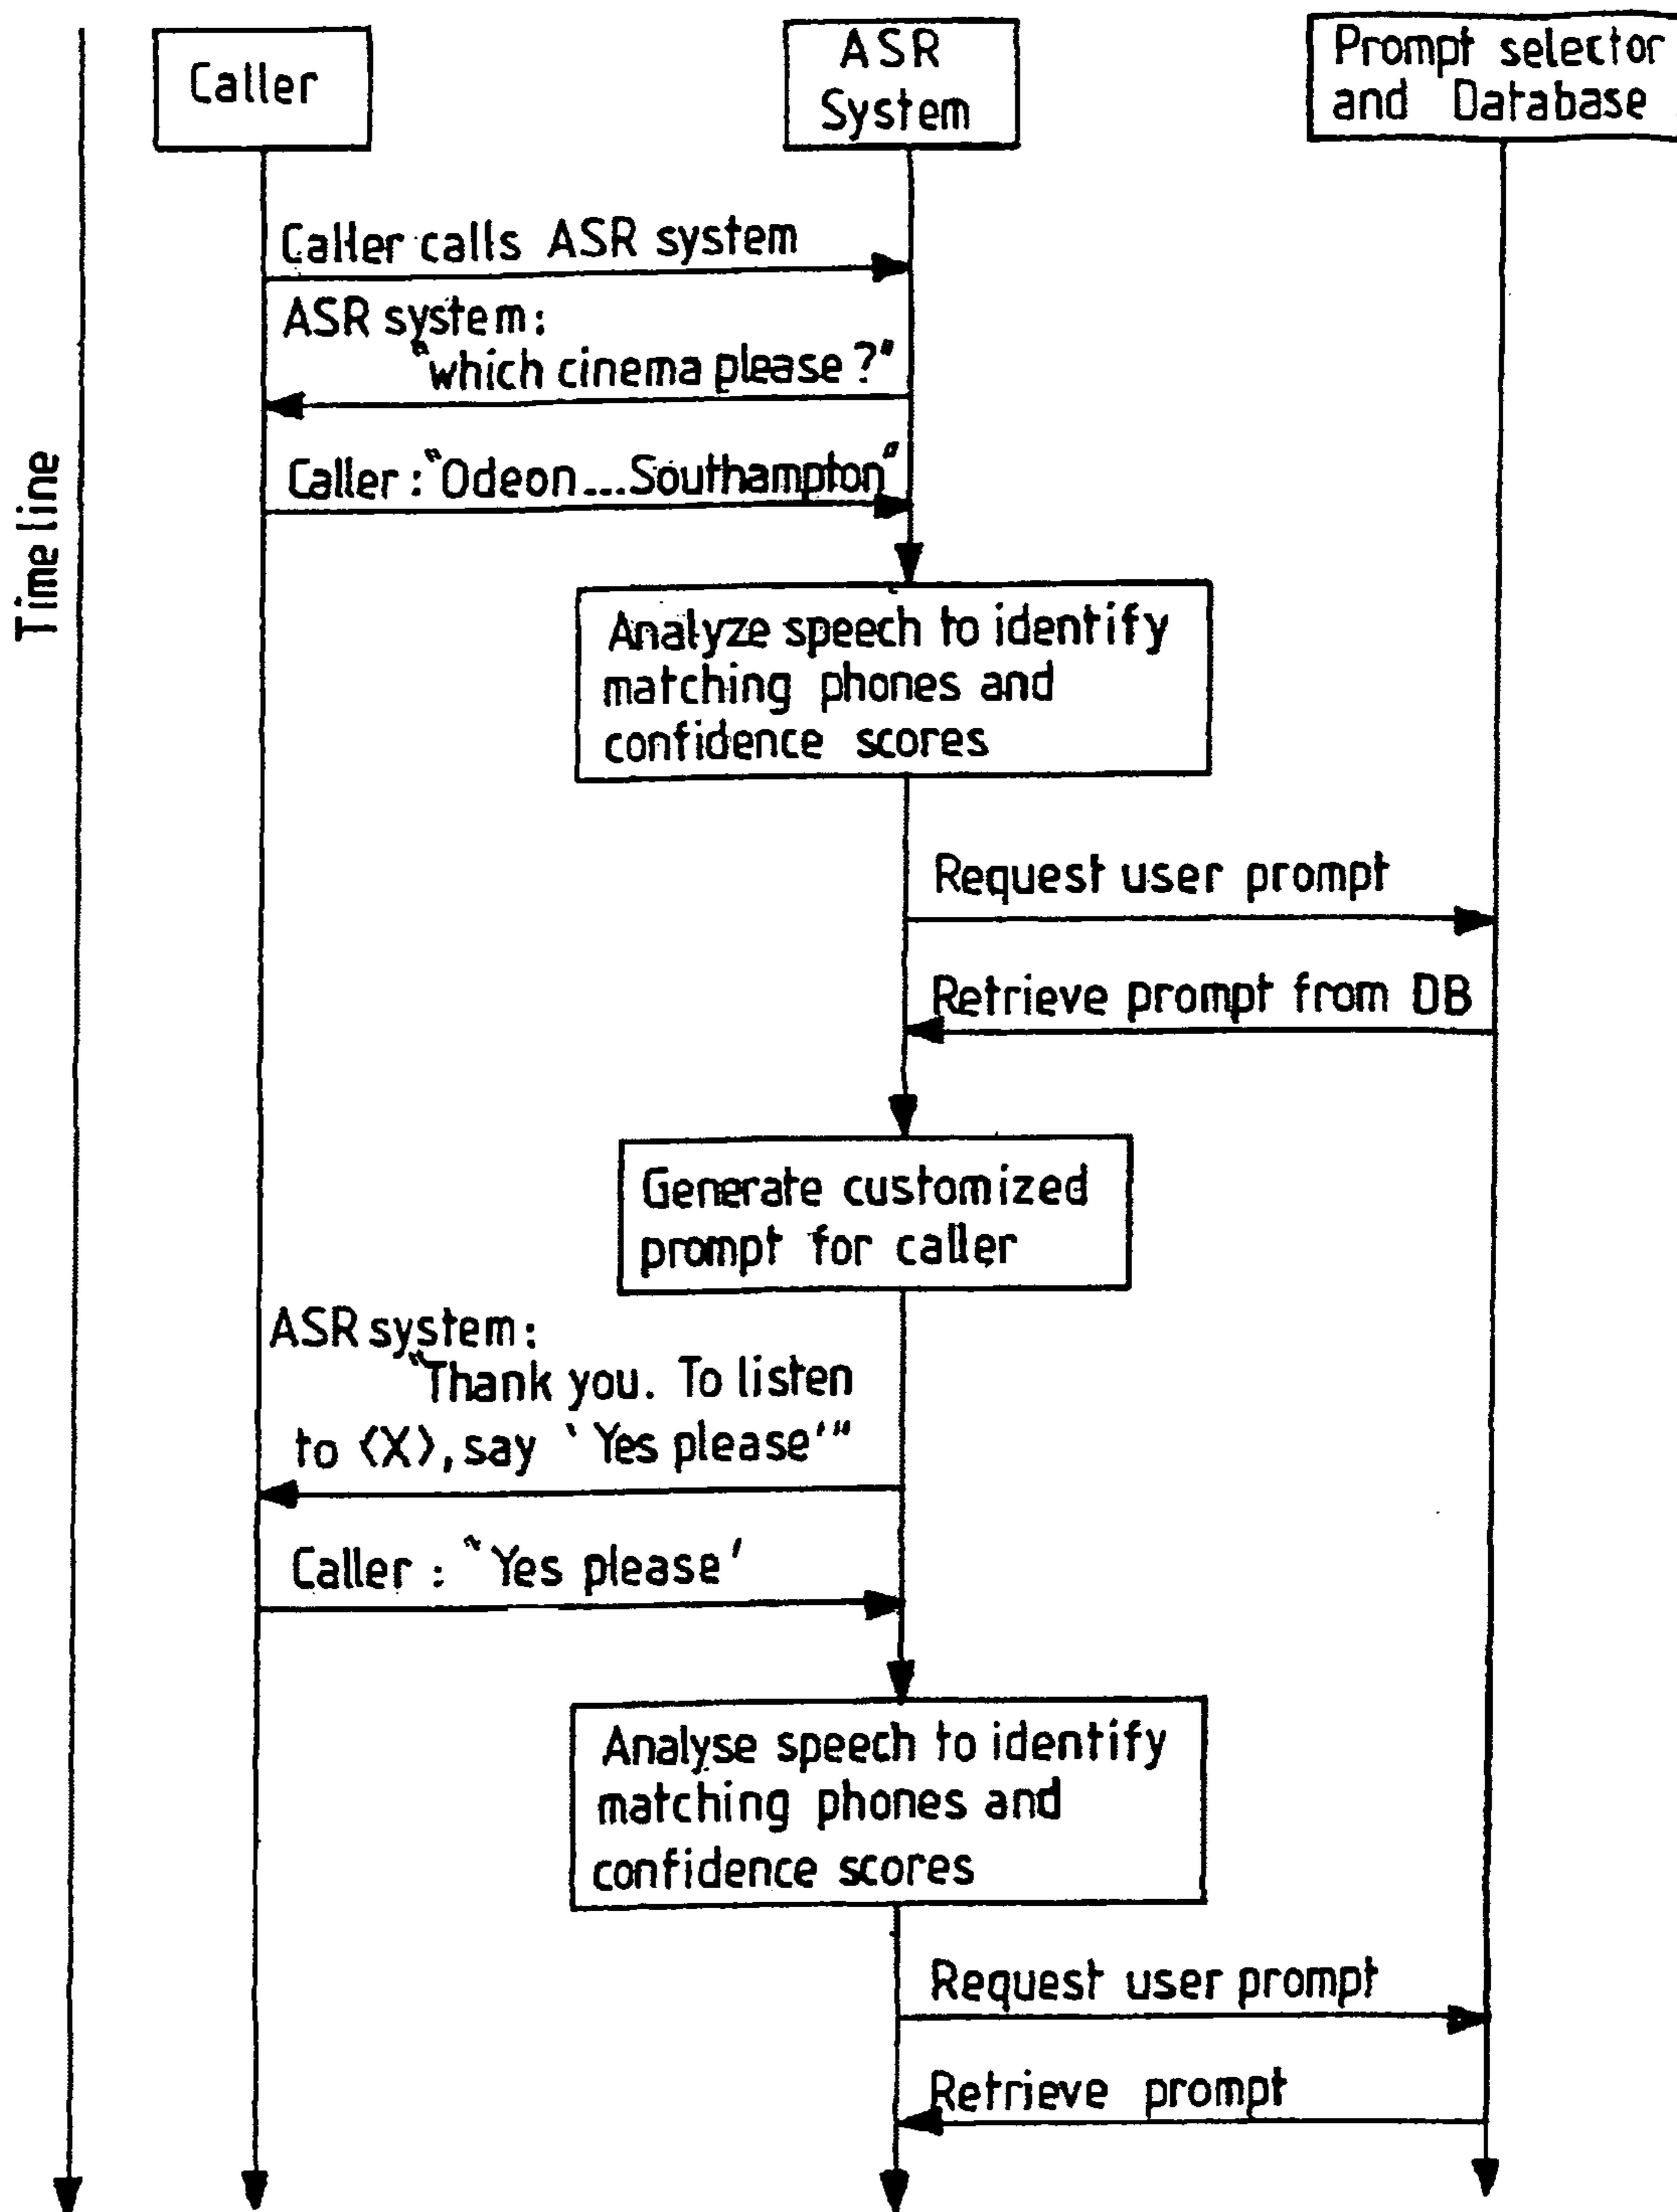 Caller
ASR
System
Prompt selector
and Database
Time line
Caller calls ASR system
ASR system:
"which cinema please?"
Caller: "Odeon...Southampton"
Analyze speech to identify
matching phones and
confidence scores
Request user prompt
Retrieve prompt from DB
Generate customized
prompt for caller
ASR system:
"Thank you. To listen
to <X>, say 'Yes please'"
Caller: "Yes please'
Analyse speech to identify
matching phones and
confidence scores
Request user prompt
Retrieve prompt